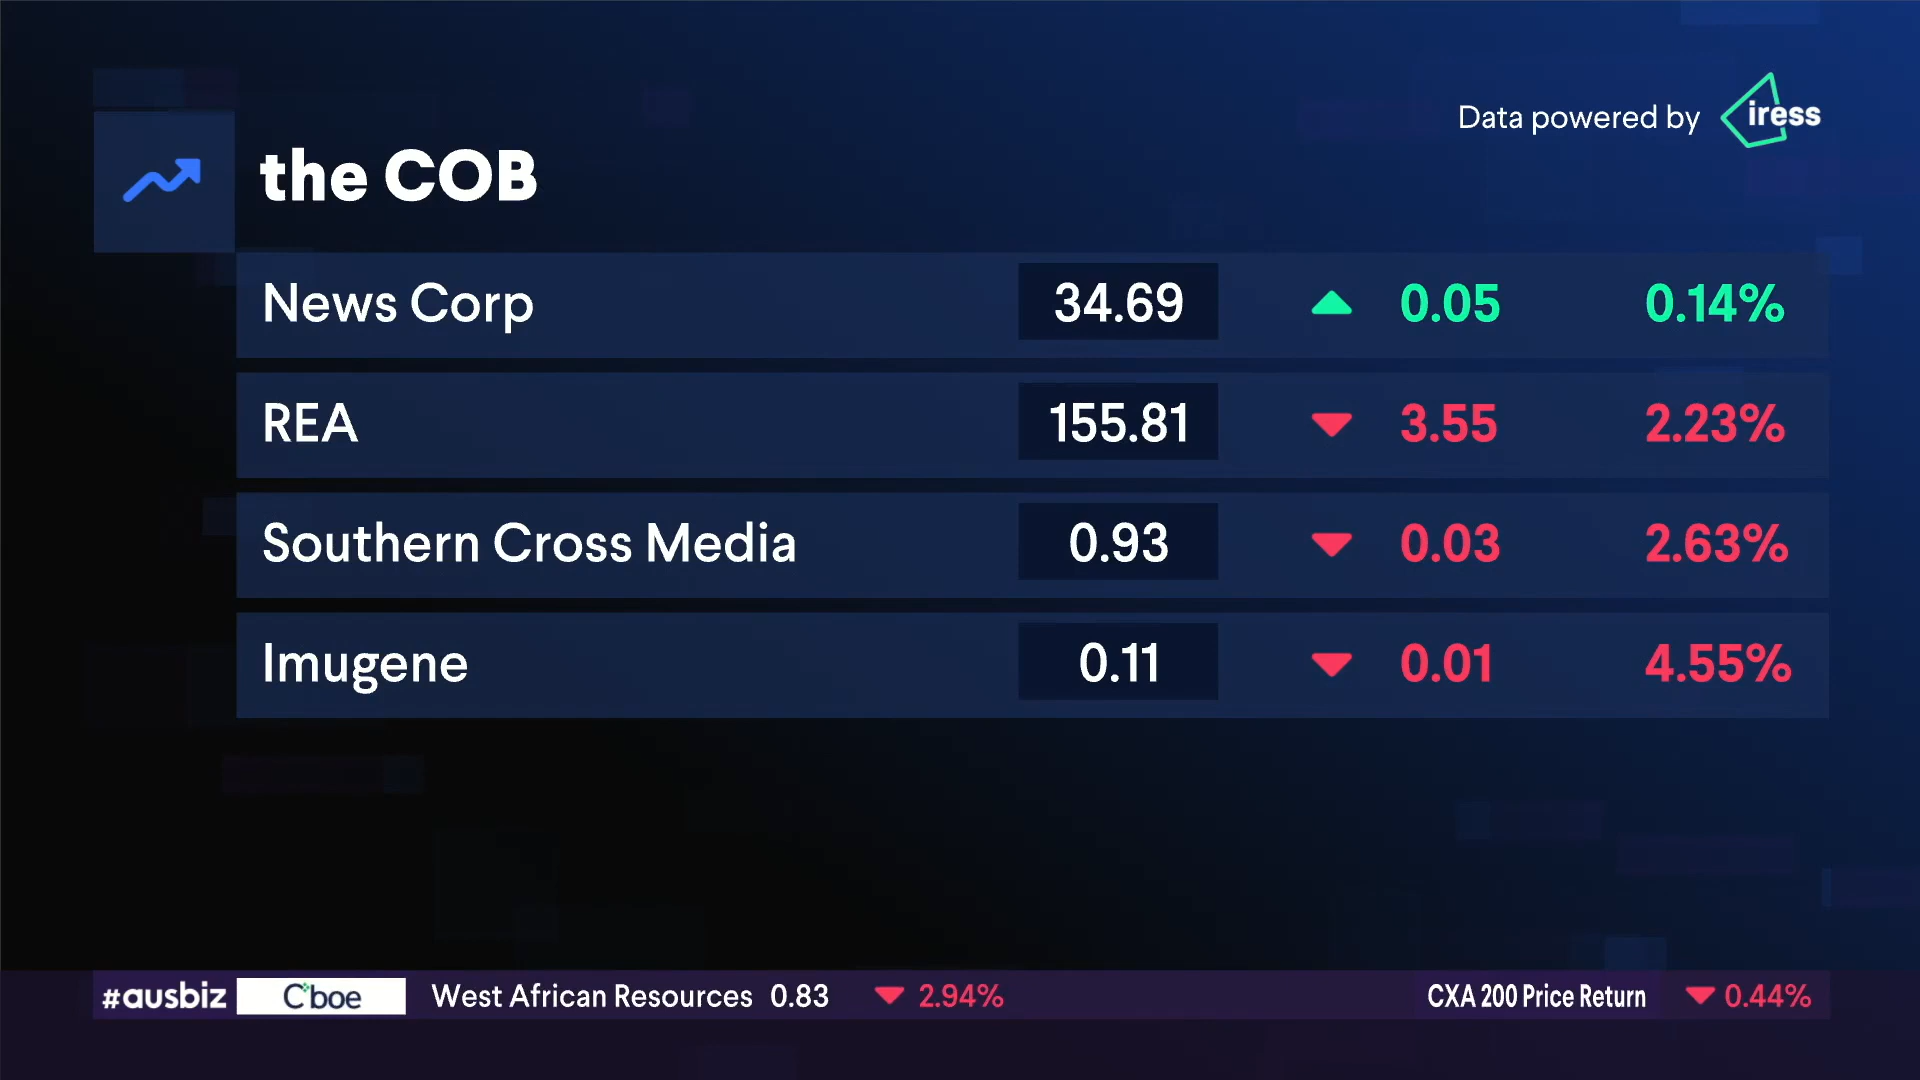 Data powered by iress
the COB
News Corp 34.69 ▲ 0.05 0.14%
REA 155.81 ▼ 3.55 2.23%
Southern Cross Media 0.93 ▼ 0.03 2.63%
Imugene 0.11 ▼ 0.01 4.55%
#ausbiz Cboe West African Resources 0.83 ▼ 2.94% CXA 200 Price Return ▼ 0.44%